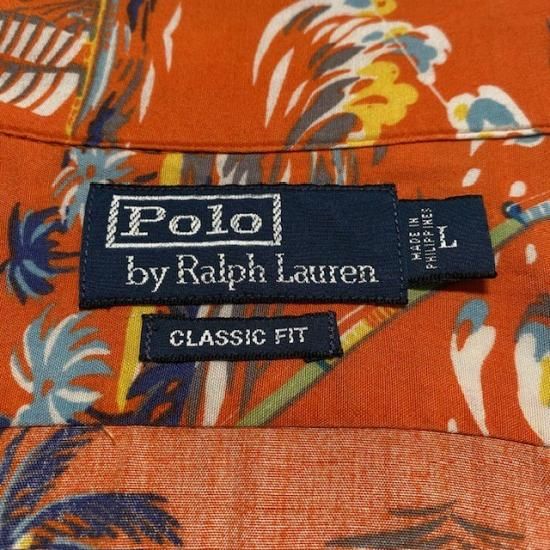 Polo
by Ralph Lauren
L
MADE IN
PHILIPPINES
CLASSIC FIT